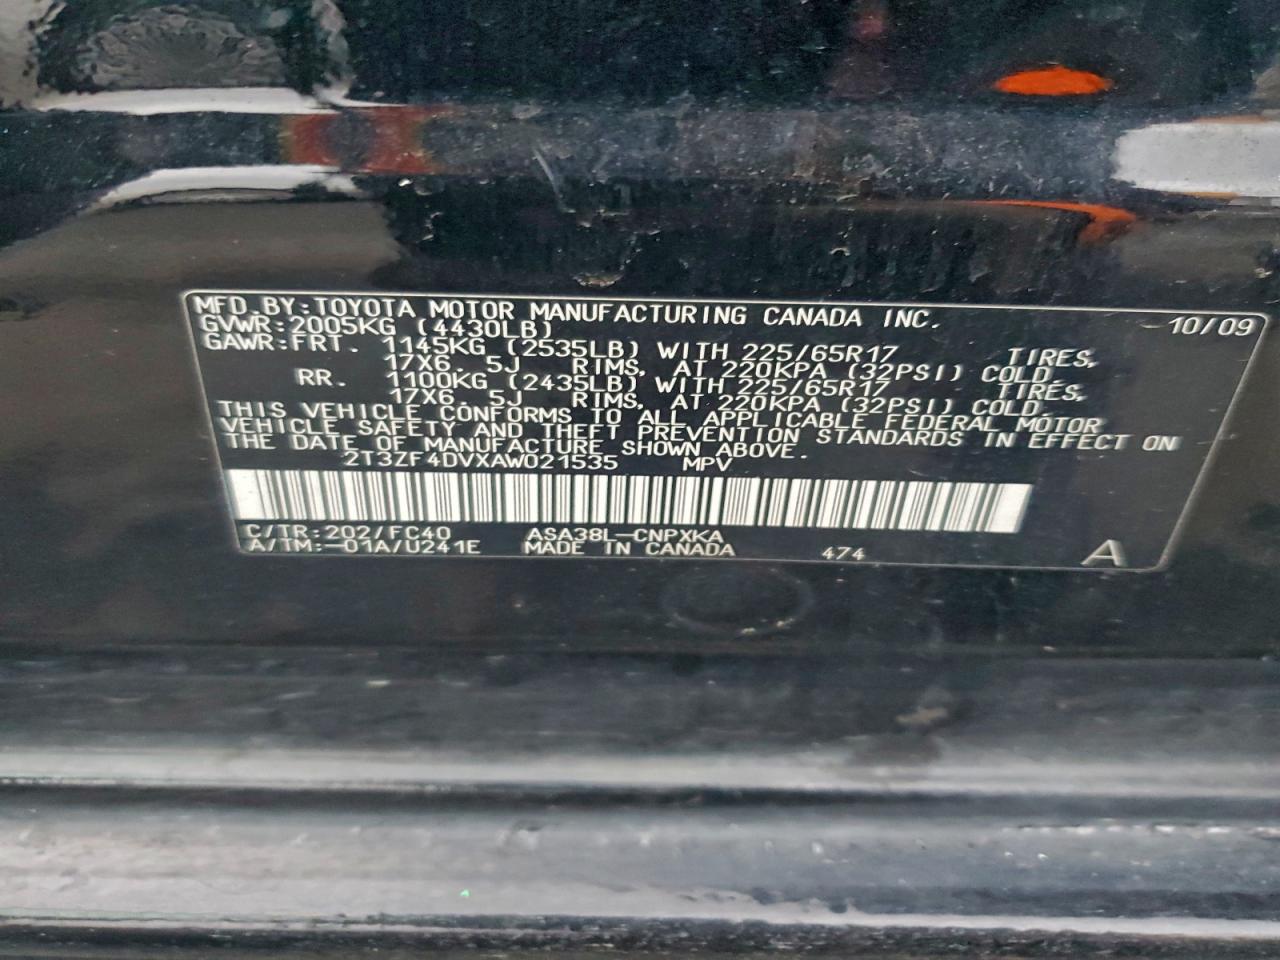 MFD.BY:TOYOTA MOTOR MANUFACTURING CANADA INC. 10/09
GVWR:2005KG (4430LB)
GAWR:FRT. 1145KG (2535LB) WITH 225/65R17 TIRES,
17X6.5J RIMS, AT 220KPA (32PSI) COLD
RR. 1100KG (2435LB) WITH 225/65R17 TIRES,
17X6.5J RIMS, AT 220KPA (32PSI) COLD.
THIS VEHICLE CONFORMS TO ALL APPLICABLE FEDERAL MOTOR
VEHICLE SAFETY AND THEFT PREVENTION STANDARDS IN EFFECT ON
THE DATE OF MANUFACTURE SHOWN ABOVE.
2T3ZF4DVXAW021535 MPV
C/TR:202/FC40 ASA38L-CNPXKA
A/TM:-01A/U241E MADE IN CANADA 474 A